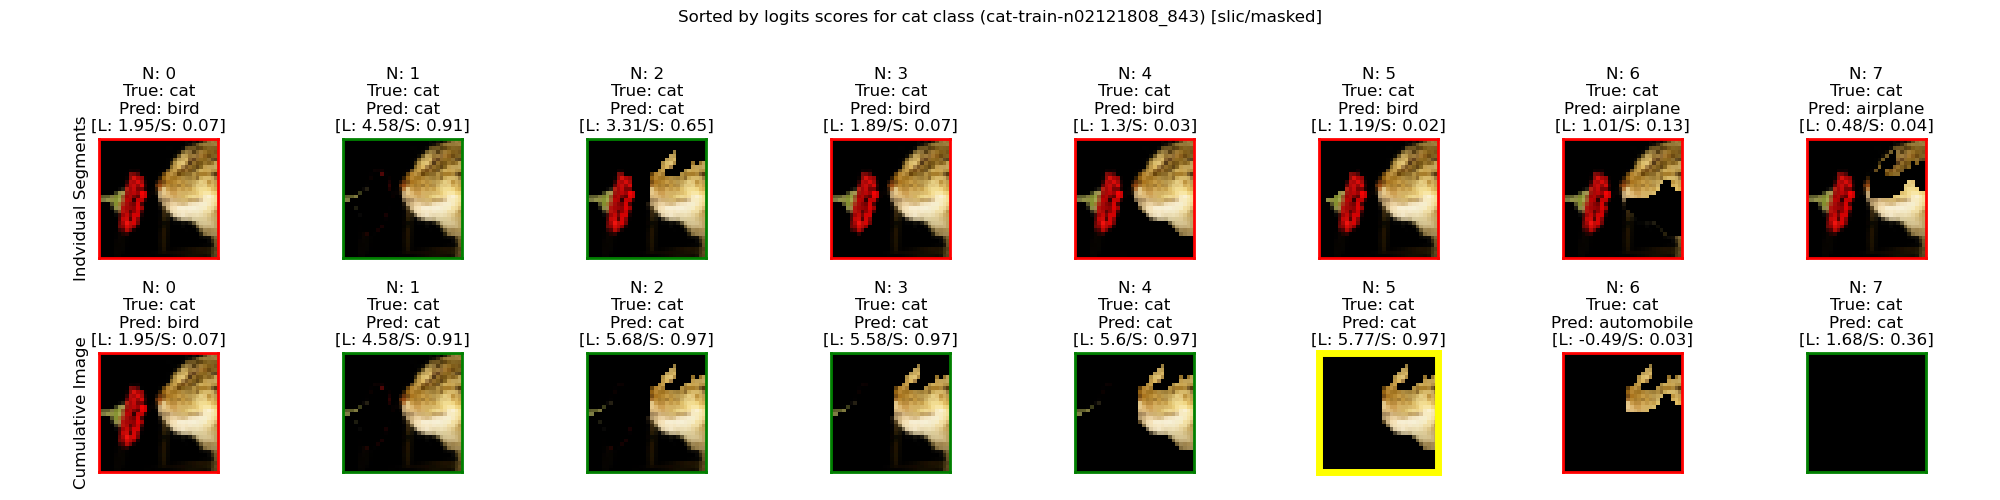 Sorted by logits scores for cat class (cat-train-n02121808_843) [slic/masked]
Individual Segments
N: 0
True: cat
Pred: bird
[L: 1.95/S: 0.07]
N: 1
True: cat
Pred: cat
[L: 4.58/S: 0.91]
N: 2
True: cat
Pred: cat
[L: 3.31/S: 0.65]
N: 3
True: cat
Pred: bird
[L: 1.89/S: 0.07]
N: 4
True: cat
Pred: bird
[L: 1.3/S: 0.03]
N: 5
True: cat
Pred: bird
[L: 1.19/S: 0.02]
N: 6
True: cat
Pred: airplane
[L: 1.01/S: 0.13]
N: 7
True: cat
Pred: airplane
[L: 0.48/S: 0.04]
Cumulative Image
N: 0
True: cat
Pred: bird
[L: 1.95/S: 0.07]
N: 1
True: cat
Pred: cat
[L: 4.58/S: 0.91]
N: 2
True: cat
Pred: cat
[L: 5.68/S: 0.97]
N: 3
True: cat
Pred: cat
[L: 5.58/S: 0.97]
N: 4
True: cat
Pred: cat
[L: 5.6/S: 0.97]
N: 5
True: cat
Pred: cat
[L: 5.77/S: 0.97]
N: 6
True: cat
Pred: automobile
[L: -0.49/S: 0.03]
N: 7
True: cat
Pred: cat
[L: 1.68/S: 0.36]